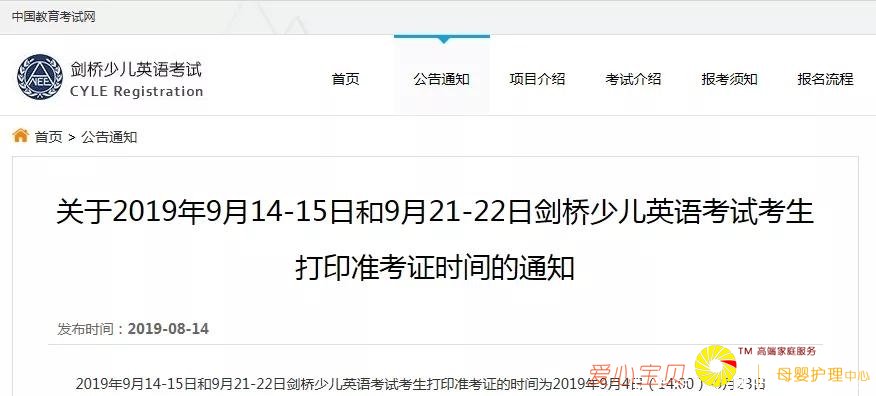 中国教育考试网
剑桥少儿英语考试
CYLE Registration
首页 公告通知 项目介绍 考试介绍 报考须知 报名流程
首页 > 公告通知
关于2019年9月14-15日和9月21-22日剑桥少儿英语考试考生
打印准考证时间的通知
发布时间：2019-08-14
TM 高端家庭服务
爱心宝贝 母婴护理中心
2019年9月14-15日和9月21-22日剑桥少儿英语考试考生打印准考证的时间为2019年9月4日（14:00）